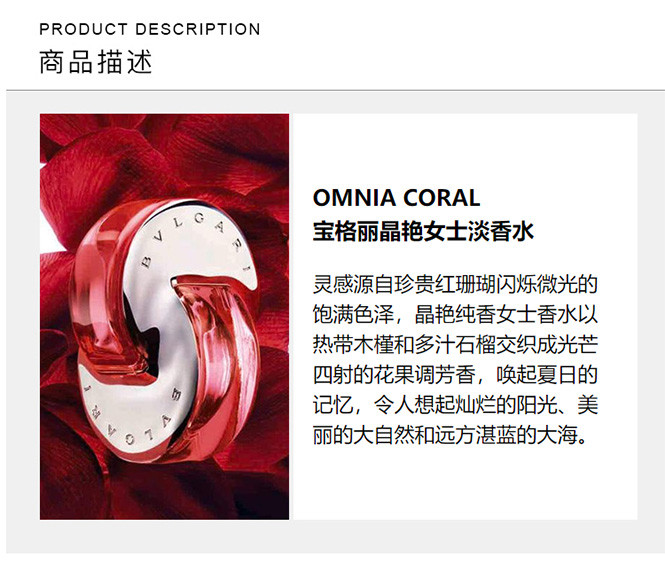 PRODUCT DESCRIPTION
商品描述
OMNIA CORAL
宝格丽晶艳女士淡香水
灵感源自珍贵红珊瑚闪烁微光的
饱满色泽，晶艳纯香女士香水以
热带木槿和多汁石榴交织成光芒
四射的花果调芳香，唤起夏日的
记忆，令人想起灿烂的阳光、美
丽的大自然和远方湛蓝的大海。
BVLGARI
BVLGARI